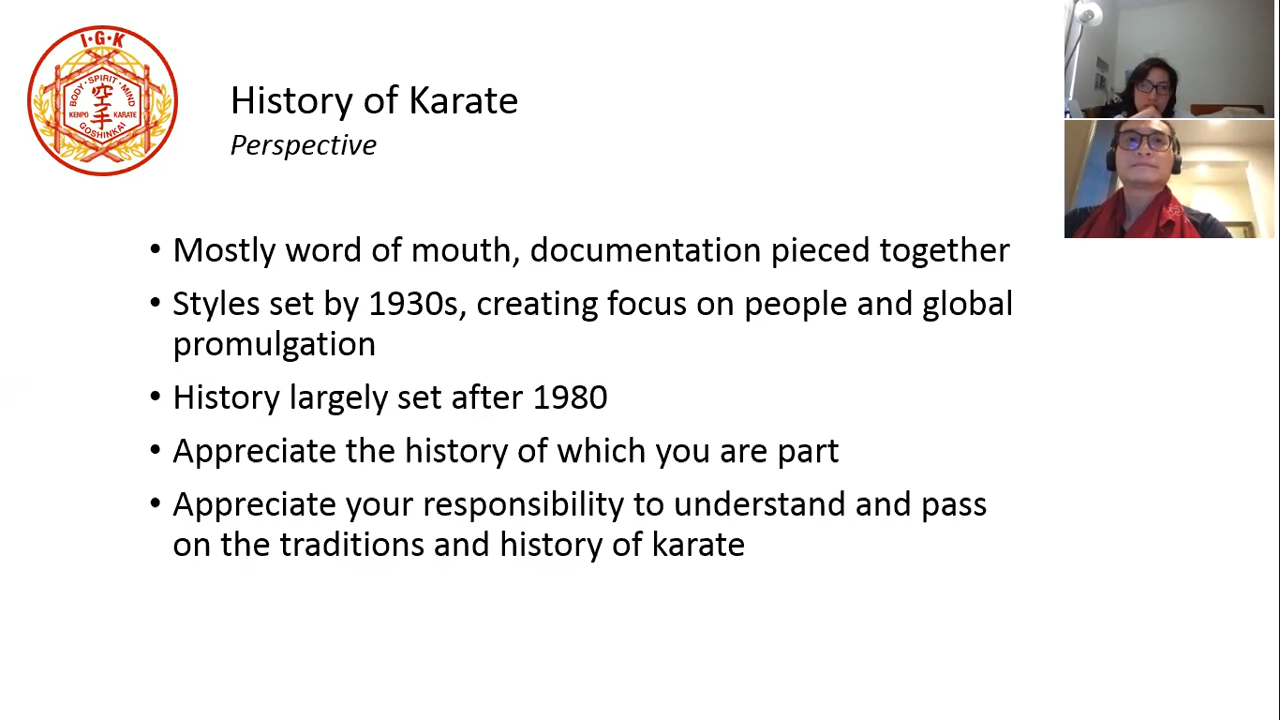 I·G·K
BODY·SPIRIT·MIND
空手
KENPO KARATE
GOSHINKAI
History of Karate
Perspective
• Mostly word of mouth, documentation pieced together
• Styles set by 1930s, creating focus on people and global
promulgation
• History largely set after 1980
• Appreciate the history of which you are part
• Appreciate your responsibility to understand and pass
on the traditions and history of karate